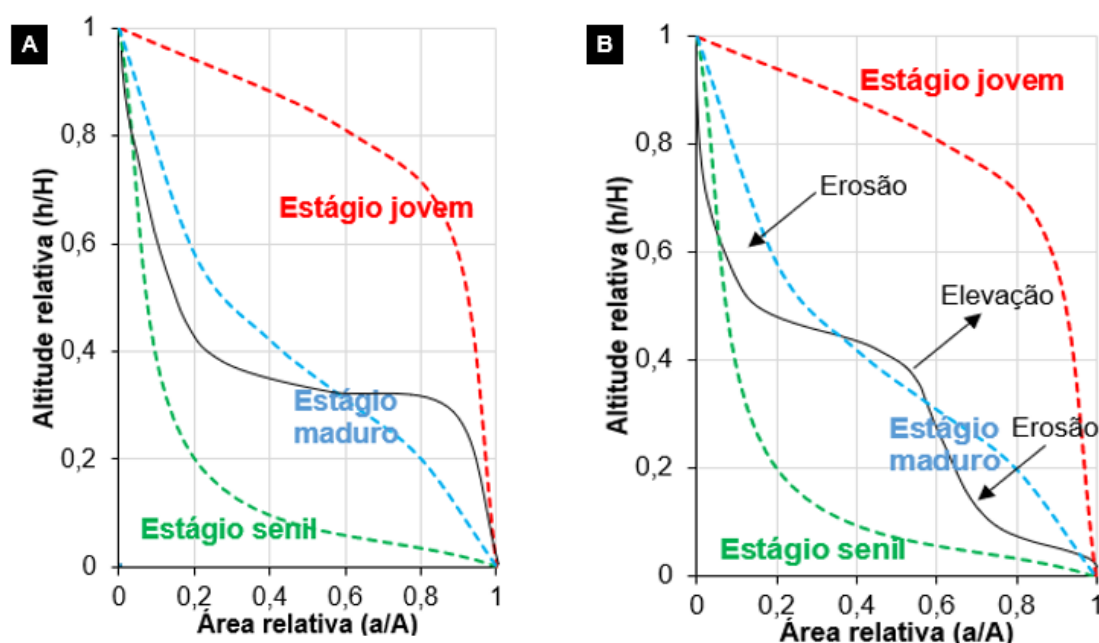 A
Altitude relativa (h/H)
1
0,8
0,6
0,4
0,2
0
Estágio jovem
Estágio
maduro
Estágio senil
0 0,2 0,4 0,6 0,8 1
Área relativa (a/A)
B
Altitude relativa (h/H)
1
0,8
0,6
0,4
0,2
0
Estágio jovem
Erosão
Elevação
Estágio
maduro
Erosão
Estágio senil
0 0,2 0,4 0,6 0,8 1
Área relativa (a/A)